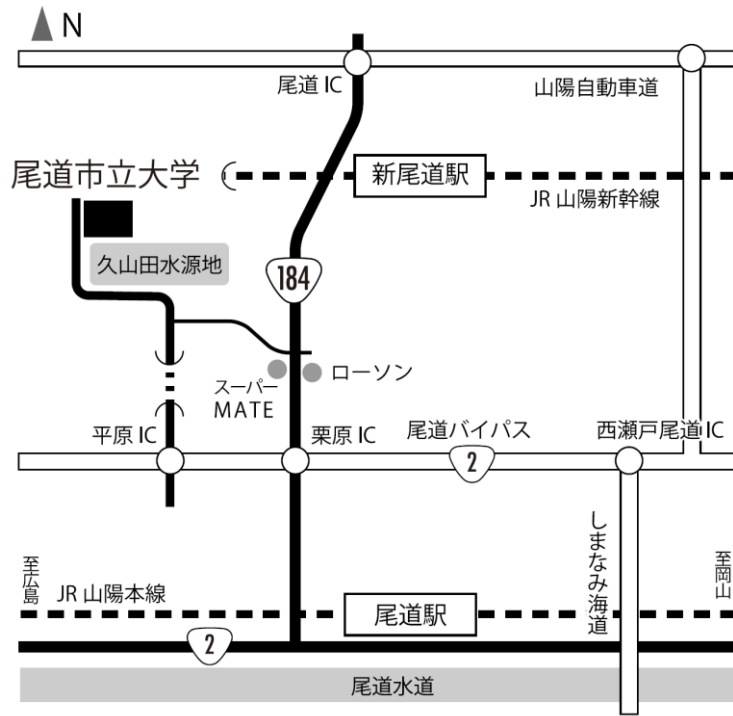 N
尾道 IC
山陽自動車道
尾道市立大学
新尾道駅
JR 山陽新幹線
久山田水源地
184
ローソン
スーパー
MATE
平原 IC
栗原 IC
尾道バイパス
2
西瀬戸尾道 IC
しまなみ海道
至広島
至岡山
JR 山陽本線
尾道駅
2
尾道水道